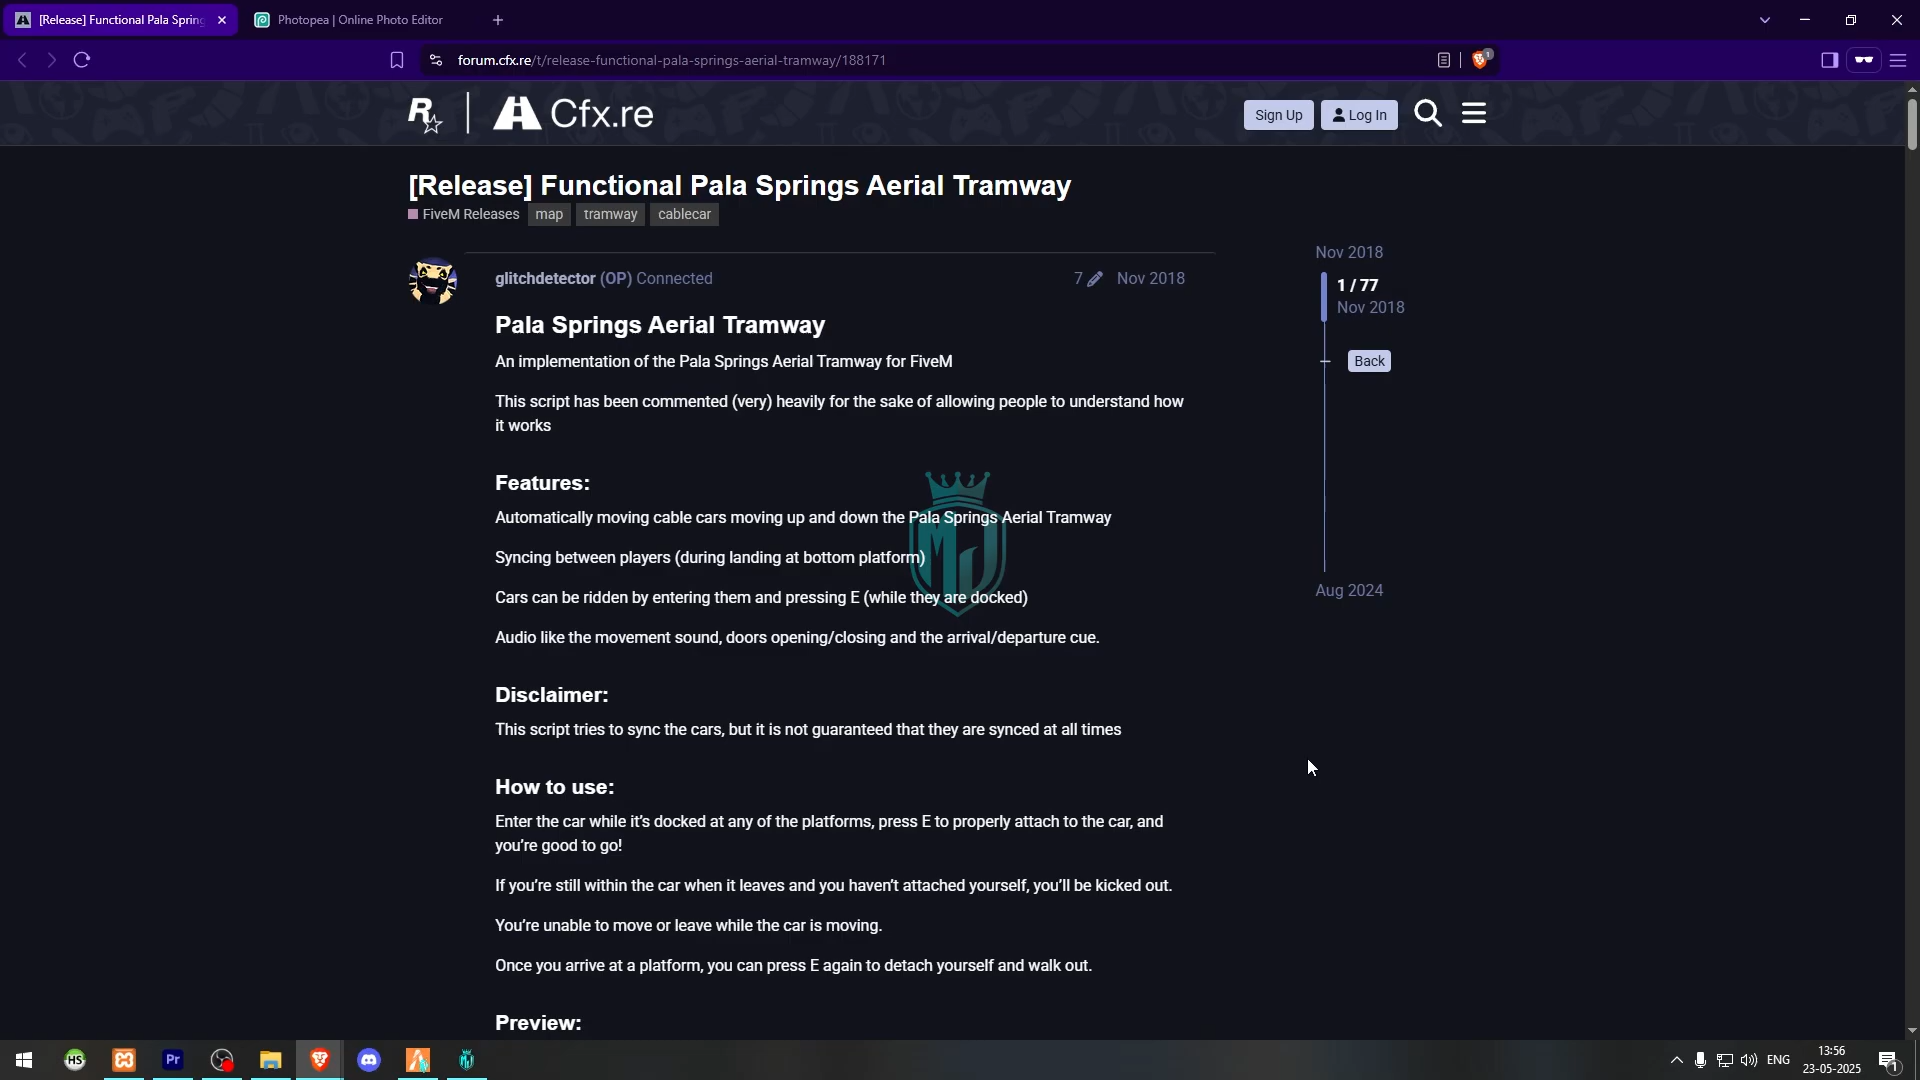 [Release] Functional Pala Spring
Photopea | Online Photo Editor
forum.cfx.re/t/release-functional-pala-springs-aerial-tramway/188171
1
R
Cfx.re
Sign Up
Log In
[Release] Functional Pala Springs Aerial Tramway
FiveM Releases
map
tramway
cablecar
glitchdetector (OP) Connected
7
Nov 2018
Pala Springs Aerial Tramway
An implementation of the Pala Springs Aerial Tramway for FiveM
This script has been commented (very) heavily for the sake of allowing people to understand how
it works
Features:
Automatically moving cable cars moving up and down the Pala Springs Aerial Tramway
Syncing between players (during landing at bottom platform)
Cars can be ridden by entering them and pressing E (while they are docked)
Audio like the movement sound, doors opening/closing and the arrival/departure cue.
Disclaimer:
This script tries to sync the cars, but it is not guaranteed that they are synced at all times
How to use:
Enter the car while it’s docked at any of the platforms, press E to properly attach to the car, and
you’re good to go!
If you’re still within the car when it leaves and you haven’t attached yourself, you’ll be kicked out.
You’re unable to move or leave while the car is moving.
Once you arrive at a platform, you can press E again to detach yourself and walk out.
Preview:
Nov 2018
1 / 77
Nov 2018
Back
Aug 2024
MJ
HS
Pr
ENG
13:56
23-05-2025
1